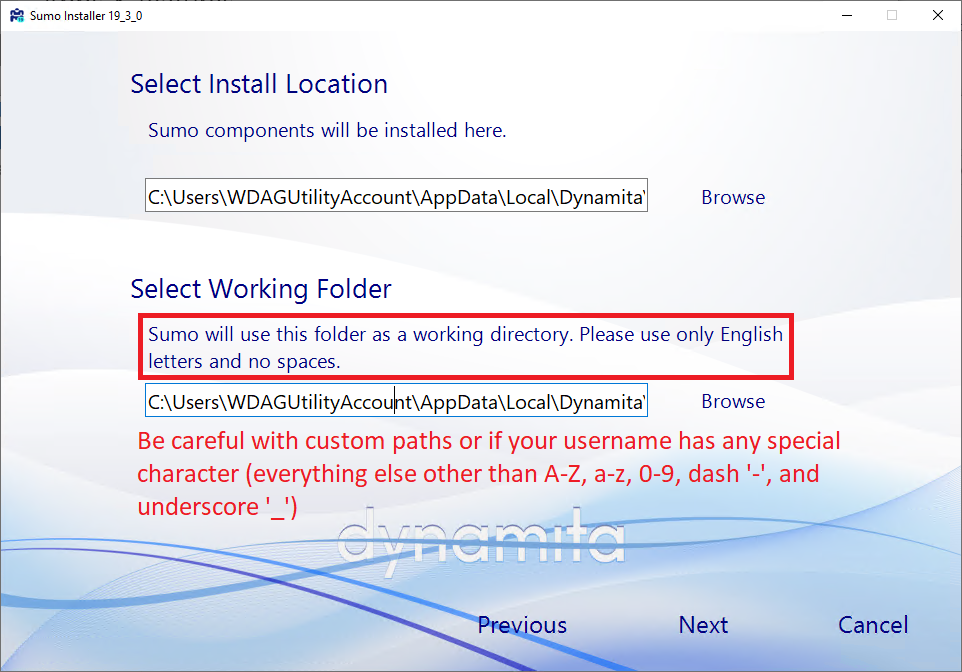 Sumo Installer 19_3_0
Select Install Location
Sumo components will be installed here.
C:\Users\WDAGUtilityAccount\AppData\Local\Dynamita\
Browse
Select Working Folder
Sumo will use this folder as a working directory. Please use only English
letters and no spaces.
C:\Users\WDAGUtilityAccount\AppData\Local\Dynamita\
Browse
Be careful with custom paths or if your username has any special
character (everything else other than A-Z, a-z, 0-9, dash '-', and
underscore '_')
dynamita
Previous
Next
Cancel